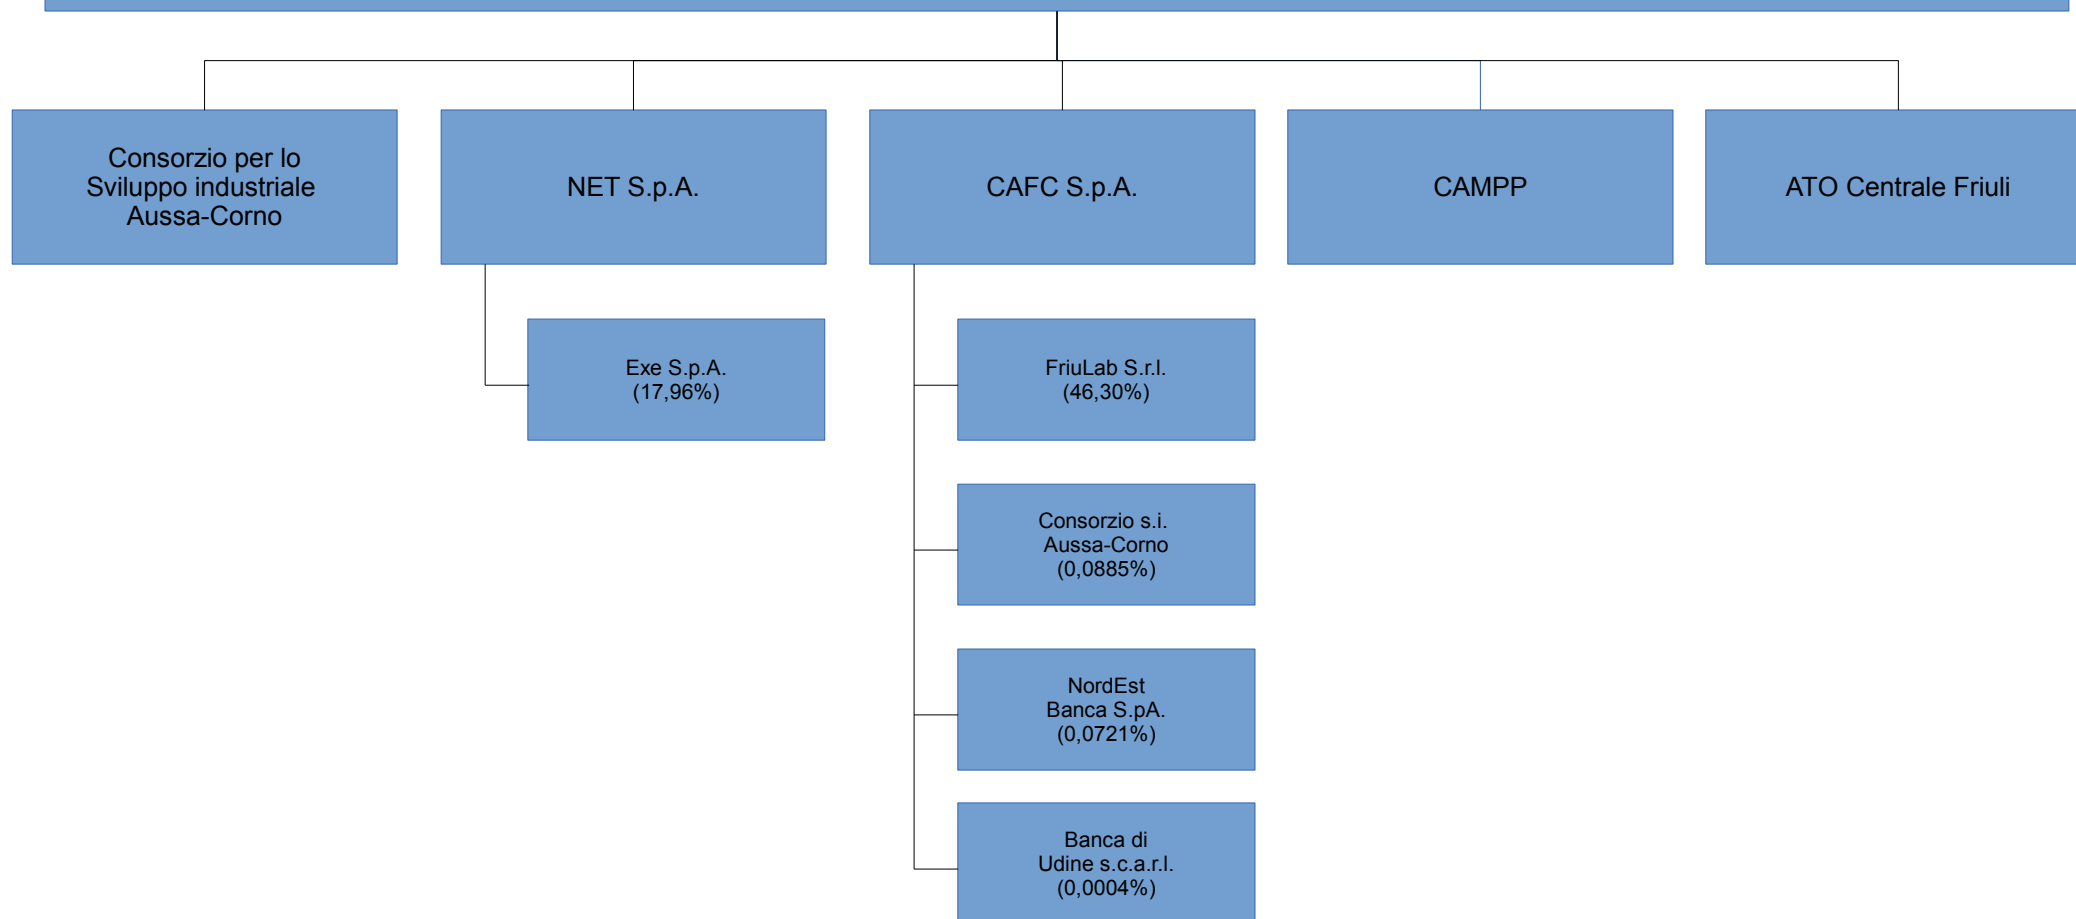 Consorzio per lo
Sviluppo industriale
Aussa-Corno
NET S.p.A.
CAFC S.p.A.
CAMPP
ATO Centrale Friuli
Exe S.p.A.
(17,96%)
FriuLab S.r.l.
(46,30%)
Consorzio s.i.
Aussa-Corno
(0,0885%)
NordEst
Banca S.pA.
(0,0721%)
Banca di
Udine s.c.a.r.l.
(0,0004%)